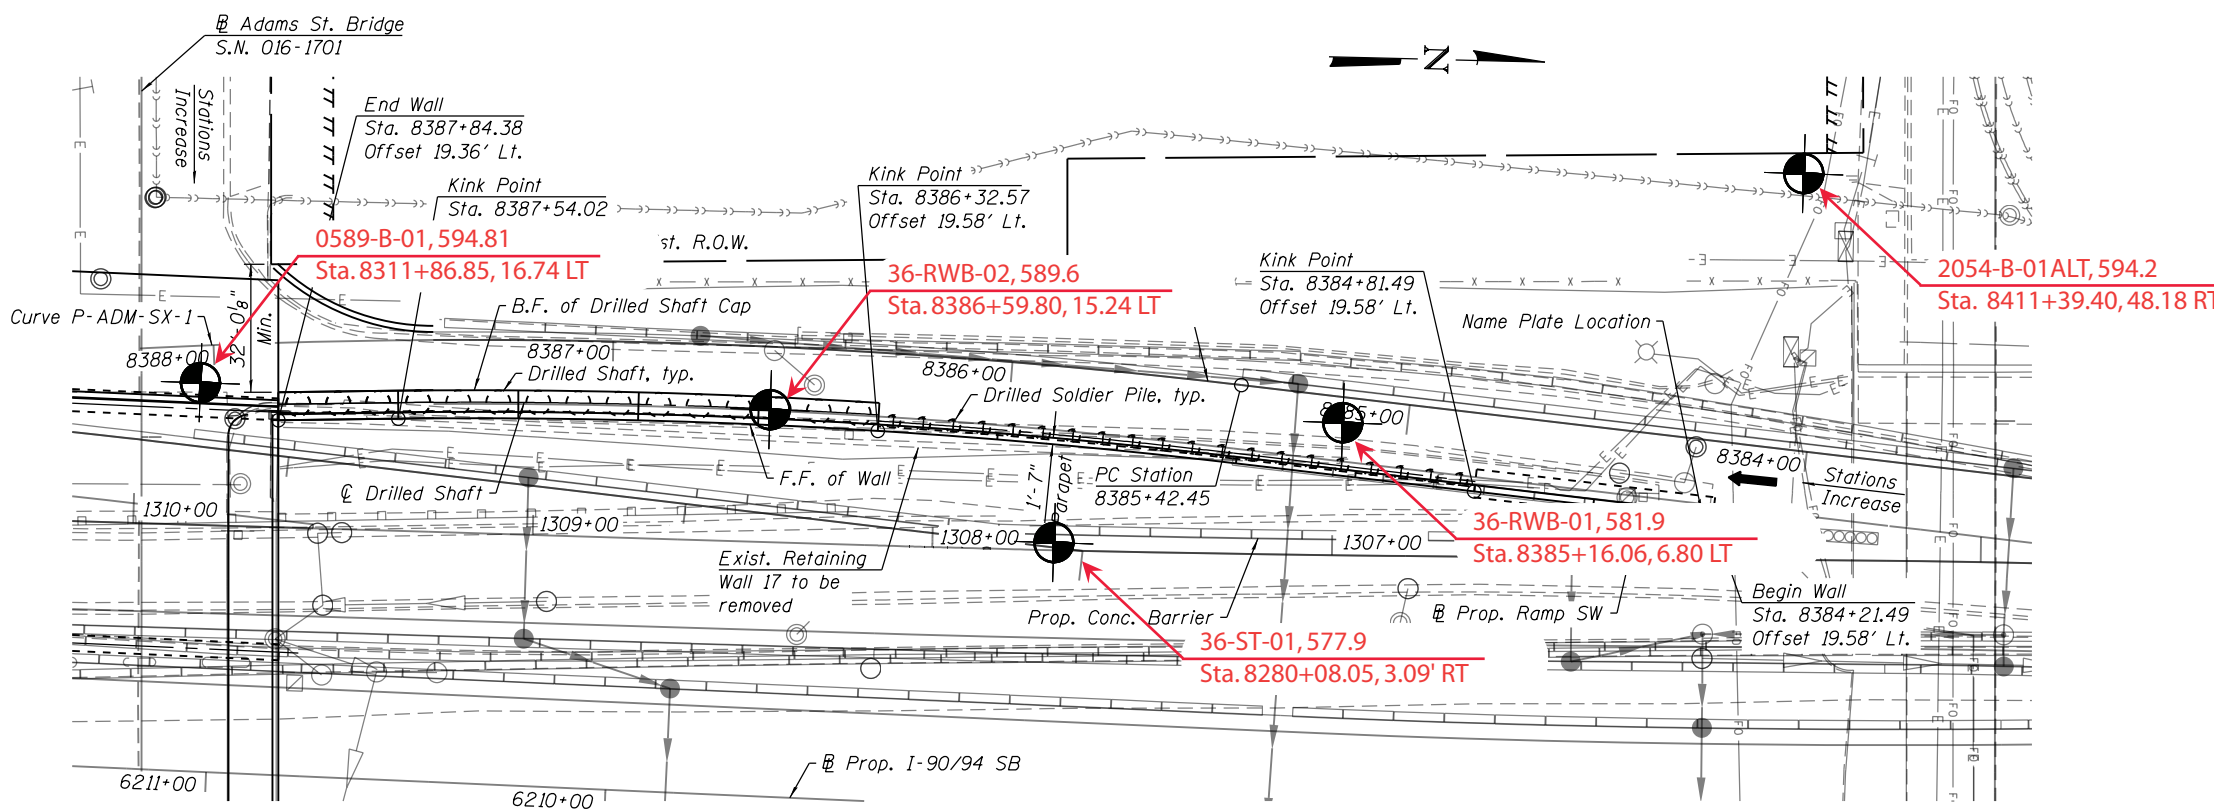 ℄ Adams St. Bridge
S.N. 016-1701
N
Stations
Increase
End Wall
Sta. 8387+84.38
Offset 19.36' Lt.
Kink Point
Sta. 8387+54.02
Kink Point
Sta. 8386+32.57
Offset 19.58' Lt.
0589-B-01, 594.81
Sta. 8311+86.85, 16.74 LT
st. R.O.W.
36-RWB-02, 589.6
Sta. 8386+59.80, 15.24 LT
Kink Point
Sta. 8384+81.49
Offset 19.58' Lt.
2054-B-01ALT, 594.2
Sta. 8411+39.40, 48.18 RT
Curve P-ADM-SX-1
32'-0⅛"
Min.
B.F. of Drilled Shaft Cap
Name Plate Location
8388+00
8387+00
Drilled Shaft, typ.
8386+00
Drilled Soldier Pile, typ.
8385+00
8384+00
Stations
Increase
℄ Drilled Shaft
F.F. of Wall
1'-7"
Parapet
PC Station
8385+42.45
1310+00
1309+00
1308+00
1307+00
36-RWB-01, 581.9
Sta. 8385+16.06, 6.80 LT
Exist. Retaining
Wall 17 to be
removed
Prop. Conc. Barrier
℄ Prop. Ramp SW
Begin Wall
Sta. 8384+21.49
Offset 19.58' Lt.
36-ST-01, 577.9
Sta. 8280+08.05, 3.09' RT
℄ Prop. I-90/94 SB
6211+00
6210+00